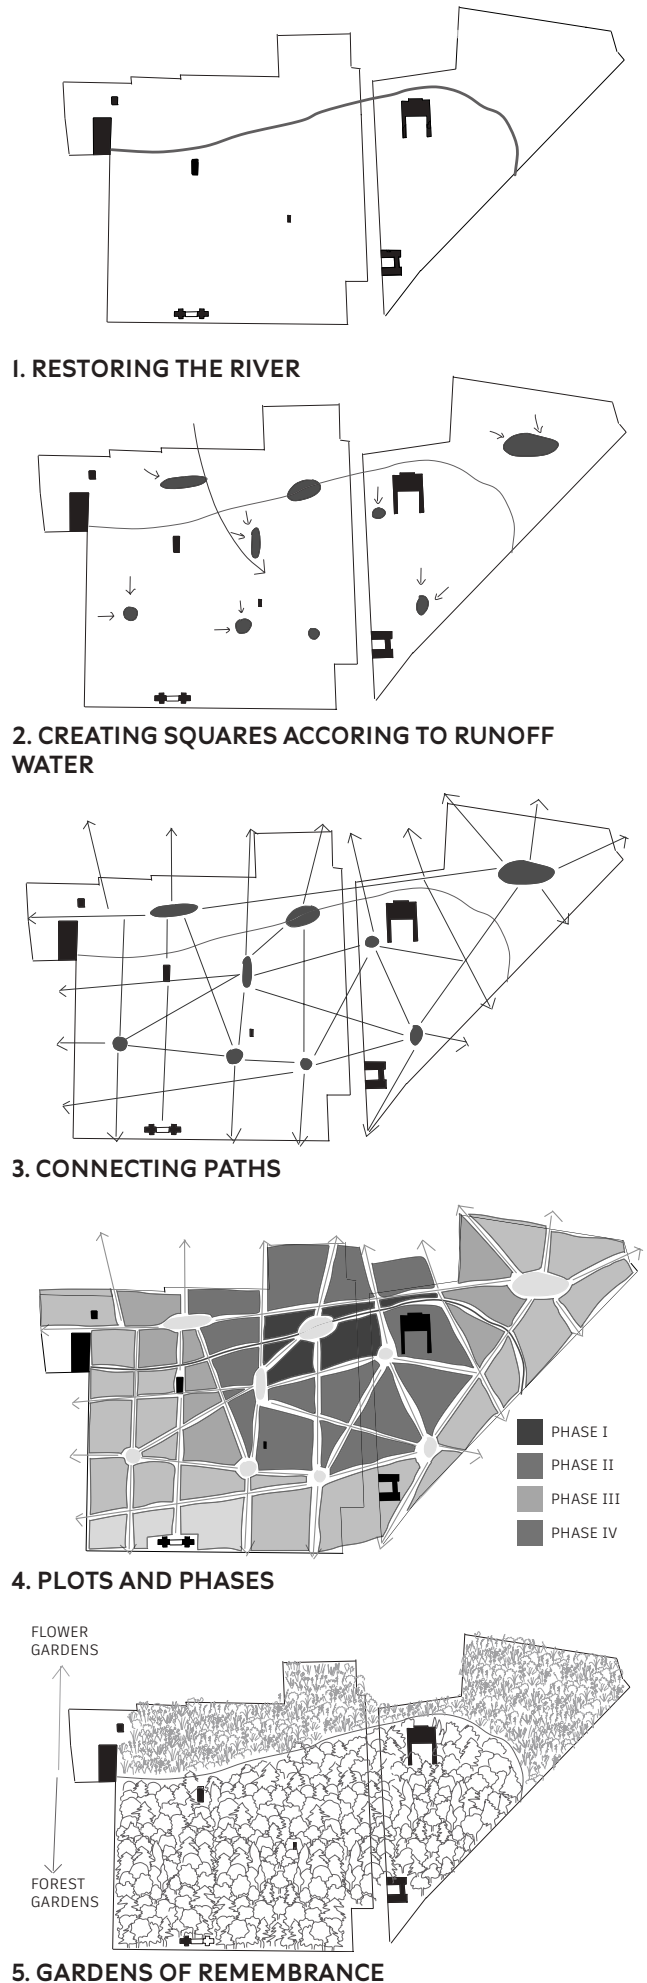 1. RESTORING THE RIVER
2. CREATING SQUARES ACCORING TO RUNOFF
WATER
3. CONNECTING PATHS
PHASE I
PHASE II
PHASE III
PHASE IV
4. PLOTS AND PHASES
FLOWER
GARDENS
FOREST
GARDENS
5. GARDENS OF REMEMBRANCE